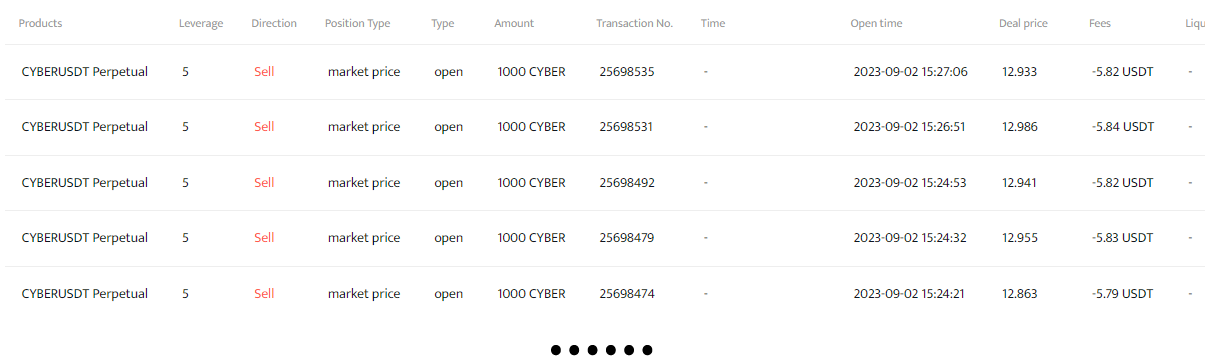 Products Leverage Direction Position Type Type Amount Transaction No. Time Open time Deal price Fees Liqu
CYBERUSDT Perpetual 5 Sell market price open 1000 CYBER 25698535 - 2023-09-02 15:27:06 12.933 -5.82 USDT -
CYBERUSDT Perpetual 5 Sell market price open 1000 CYBER 25698531 - 2023-09-02 15:26:51 12.986 -5.84 USDT -
CYBERUSDT Perpetual 5 Sell market price open 1000 CYBER 25698492 - 2023-09-02 15:24:53 12.941 -5.82 USDT -
CYBERUSDT Perpetual 5 Sell market price open 1000 CYBER 25698479 - 2023-09-02 15:24:32 12.955 -5.83 USDT -
CYBERUSDT Perpetual 5 Sell market price open 1000 CYBER 25698474 - 2023-09-02 15:24:21 12.863 -5.79 USDT -